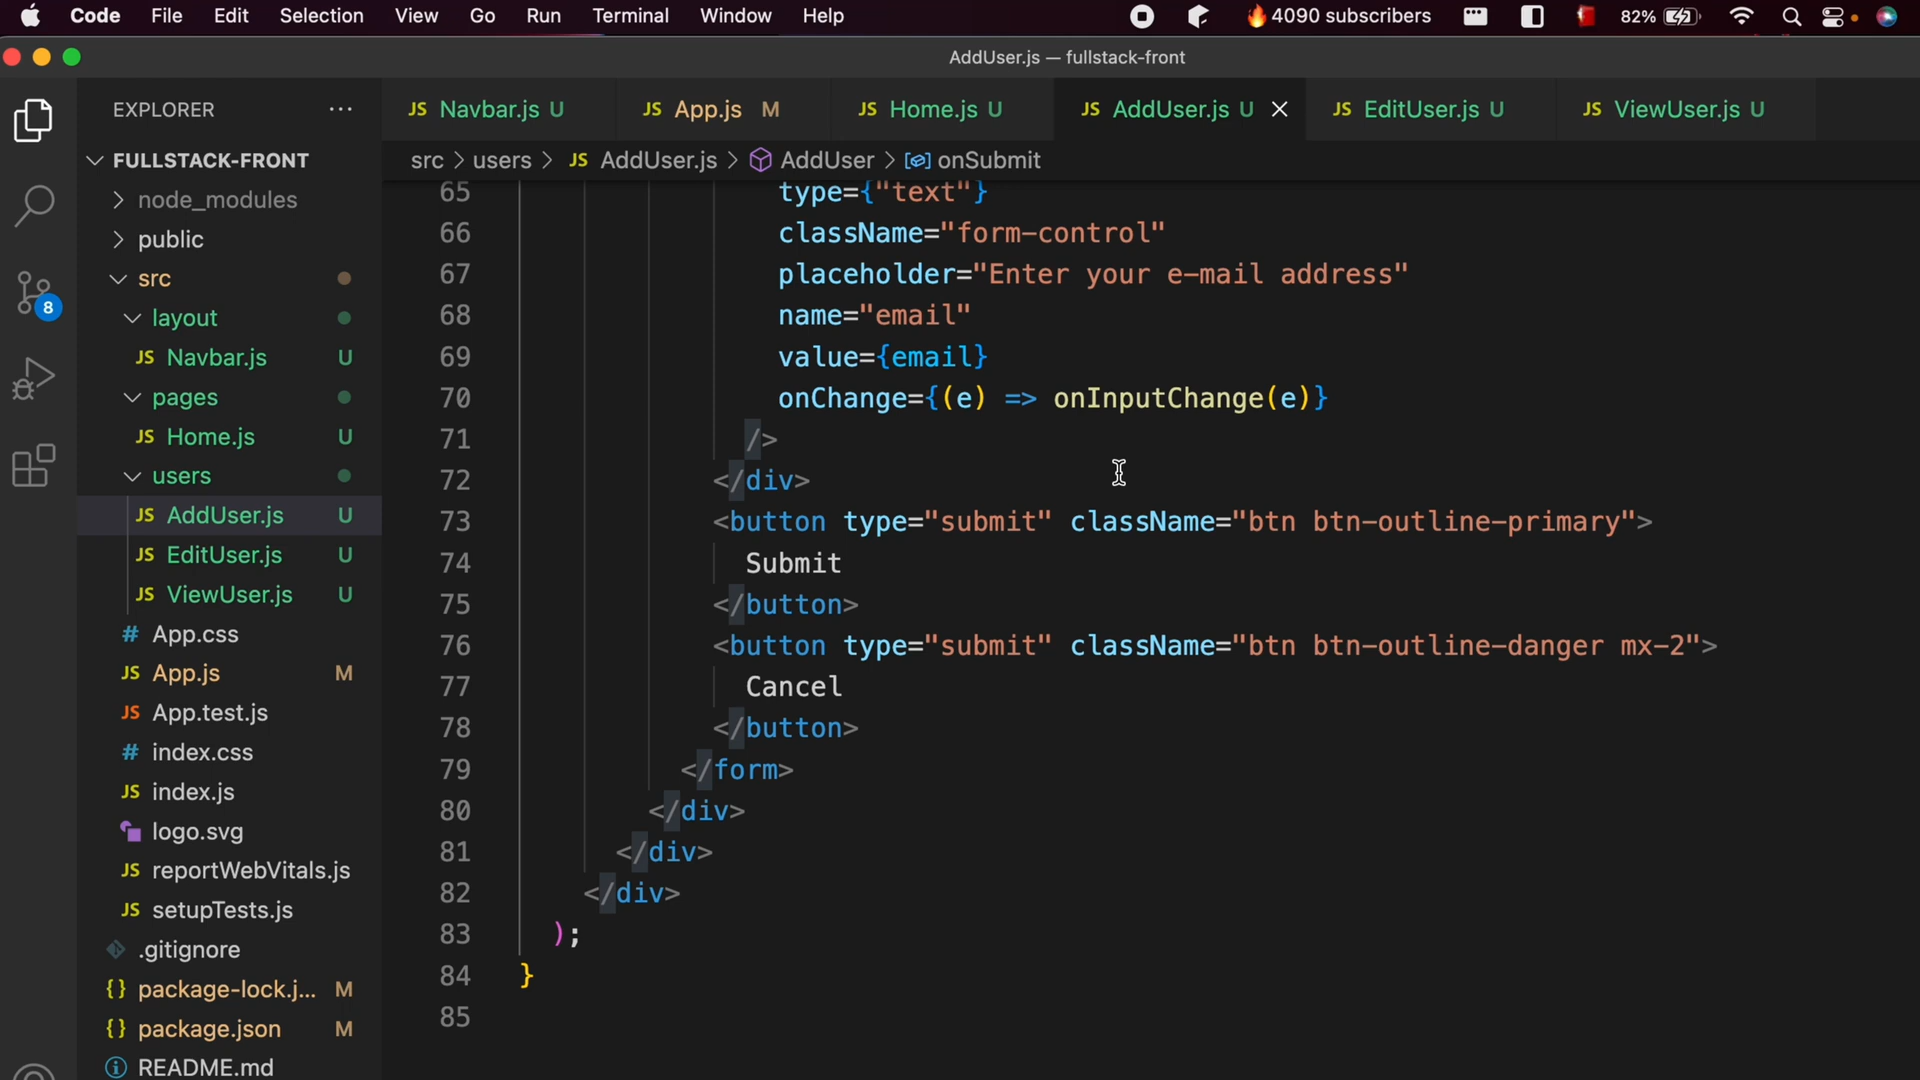 Code File Edit Selection View Go Run Terminal Window Help 🔥4090 subscribers 82%
AddUser.js — fullstack-front
EXPLORER ···
JS Navbar.js U JS App.js M JS Home.js U JS AddUser.js U × JS EditUser.js U JS ViewUser.js U
src > users > JS AddUser.js > AddUser > onSubmit
FULLSTACK-FRONT
node_modules
public
src
layout
JS Navbar.js U
pages
JS Home.js U
users
JS AddUser.js U
JS EditUser.js U
JS ViewUser.js U
# App.css
JS App.js M
JS App.test.js
# index.css
JS index.js
logo.svg
JS reportWebVitals.js
JS setupTests.js
.gitignore
{} package-lock.j... M
{} package.json M
README.md
8
65 type={"text"}
66 className="form-control"
67 placeholder="Enter your e-mail address"
68 name="email"
69 value={email}
70 onChange={(e) => onInputChange(e)}
71 />
72 </div>
73 <button type="submit" className="btn btn-outline-primary">
74 Submit
75 </button>
76 <button type="submit" className="btn btn-outline-danger mx-2">
77 Cancel
78 </button>
79 </form>
80 </div>
81 </div>
82 </div>
83 );
84 }
85